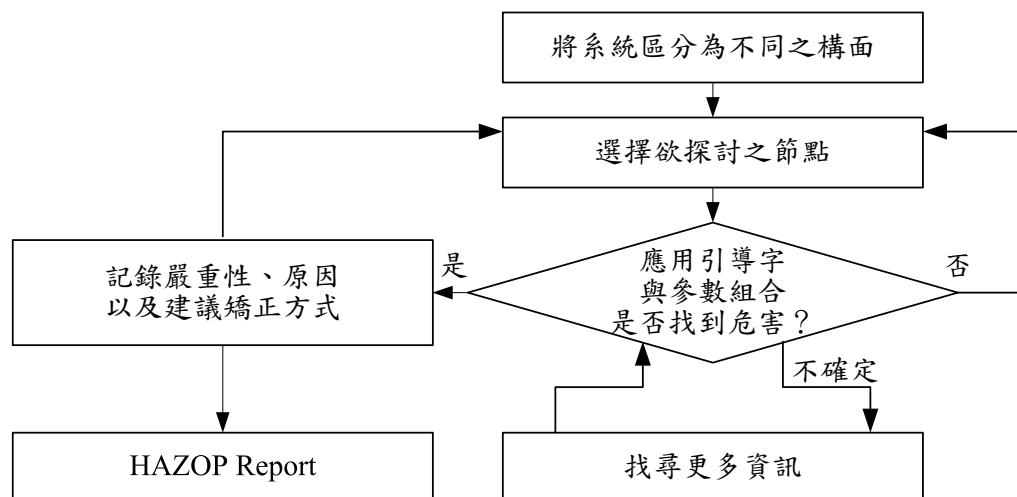 將系統區分為不同之構面
選擇欲探討之節點
應用引導字
與參數組合
是否找到危害？
是
否
不確定
記錄嚴重性、原因
以及建議矯正方式
HAZOP Report
找尋更多資訊